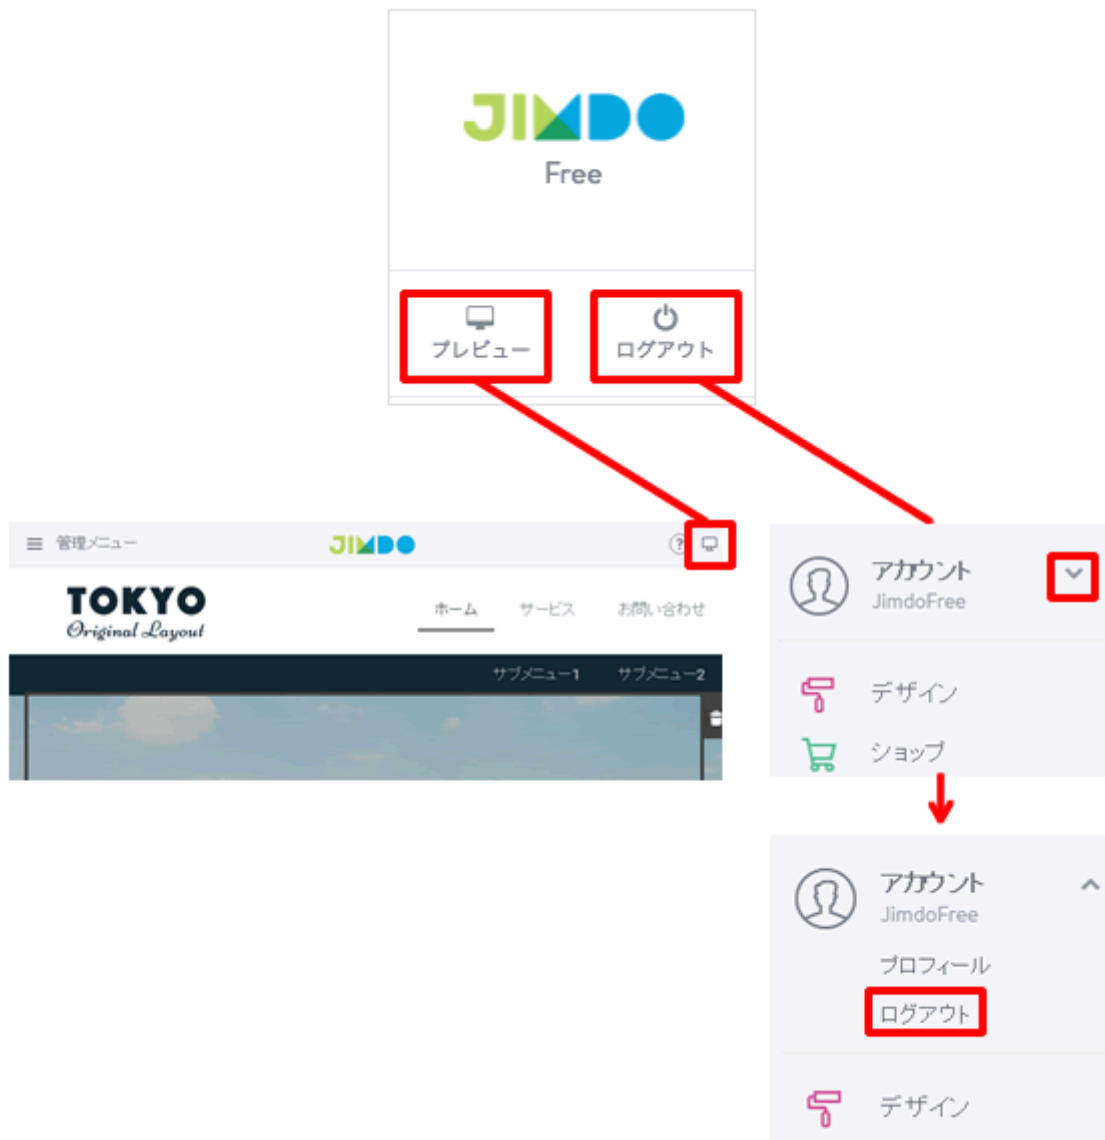 JIMDO
Free
プレビュー
ログアウト
管理メニュー
JIMDO
?
TOKYO
Original Layout
ホーム
サービス
お問い合わせ
サブメニュー1
サブメニュー2
アカウント
JimdoFree
デザイン
ショップ
アカウント
JimdoFree
プロフィール
ログアウト
デザイン